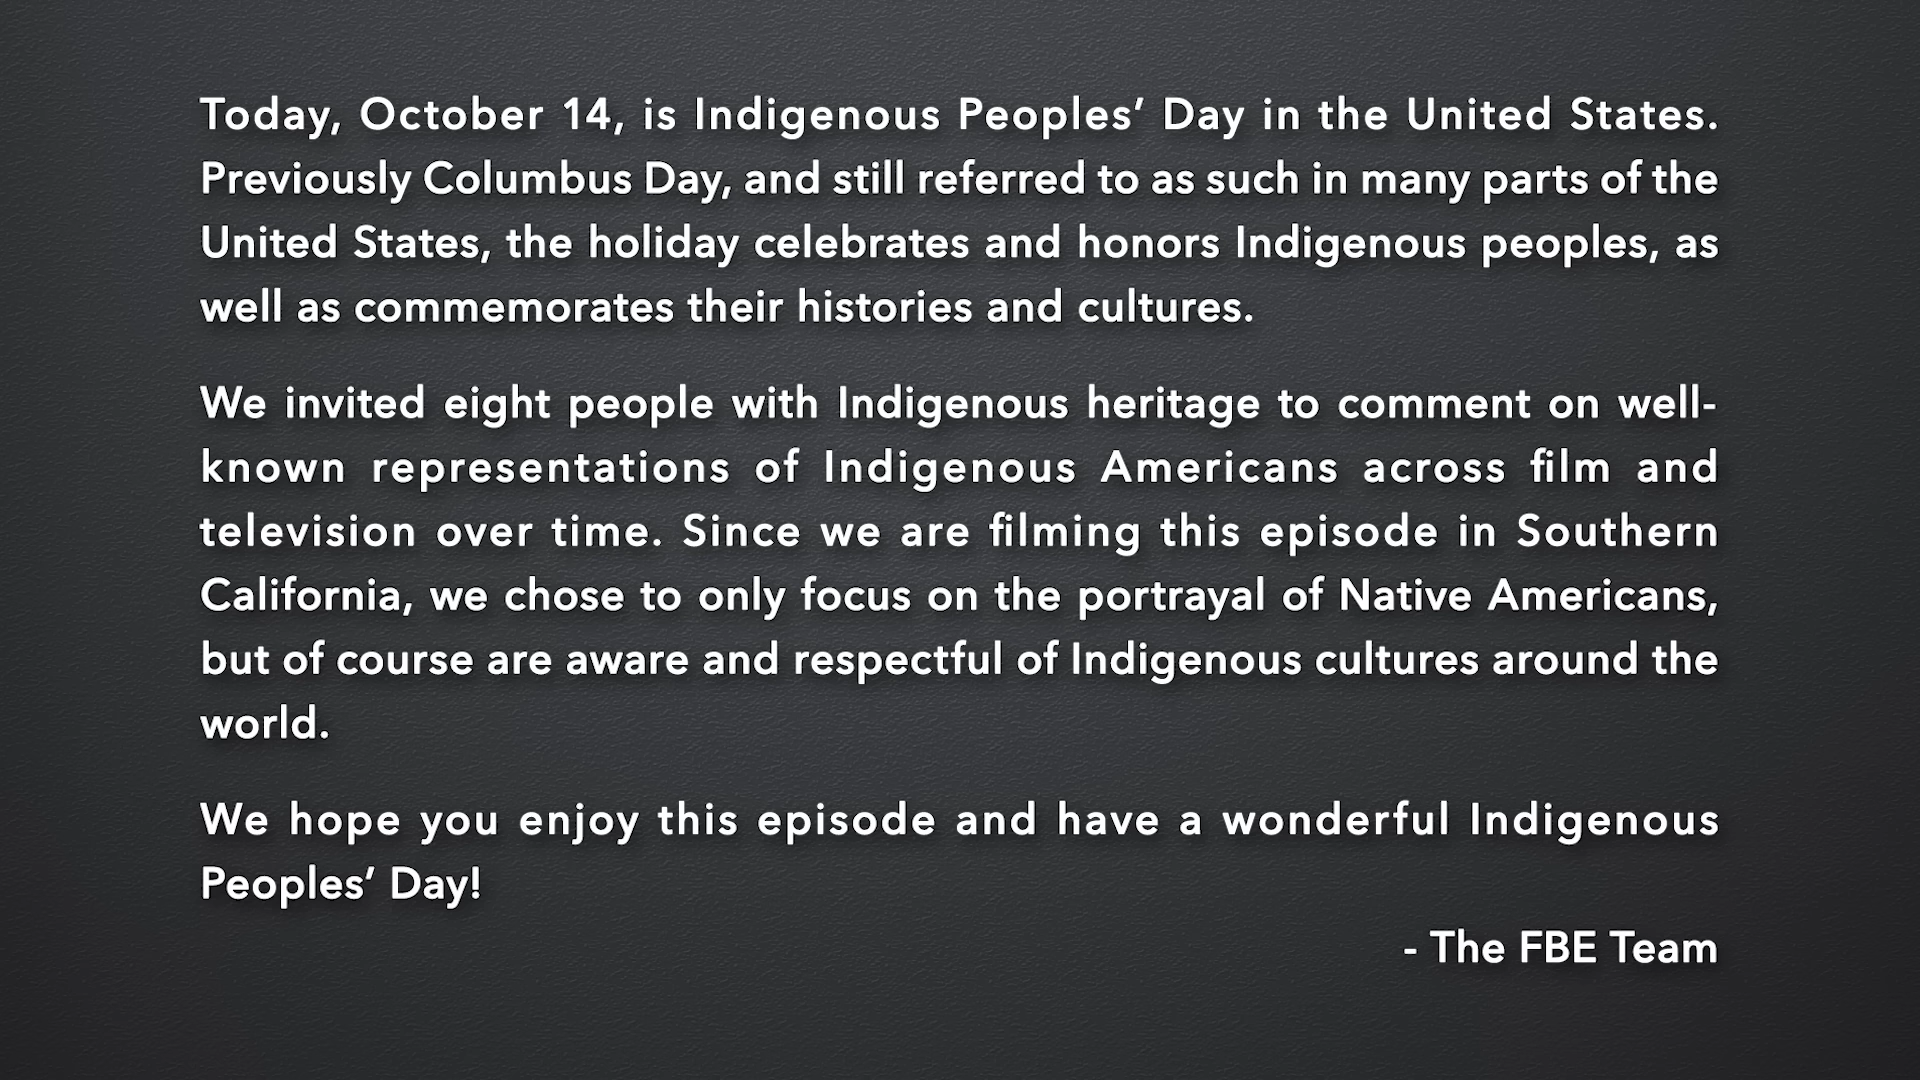 Today, October 14, is Indigenous Peoples’ Day in the United States.
Previously Columbus Day, and still referred to as such in many parts of the
United States, the holiday celebrates and honors Indigenous peoples, as
well as commemorates their histories and cultures.
We invited eight people with Indigenous heritage to comment on well-
known representations of Indigenous Americans across film and
television over time. Since we are filming this episode in Southern
California, we chose to only focus on the portrayal of Native Americans,
but of course are aware and respectful of Indigenous cultures around the
world.
We hope you enjoy this episode and have a wonderful Indigenous
Peoples’ Day!
- The FBE Team